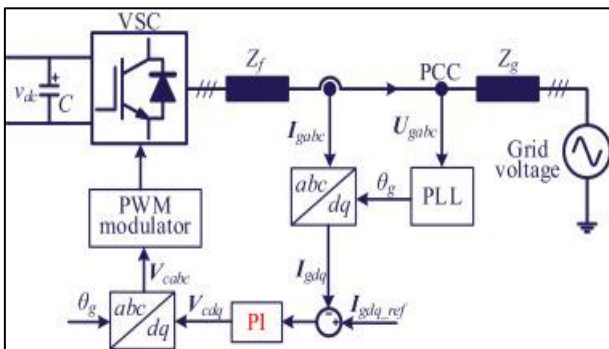 VSC
v_dc
C
Z_f
PCC
Z_g
I_gabc
U_gabc
Grid
voltage
abc
dq
θ_g
PLL
PWM
modulator
I_gdq
V_cabc
θ_g
abc
dq
V_cdq
PI
I_gdq_ref